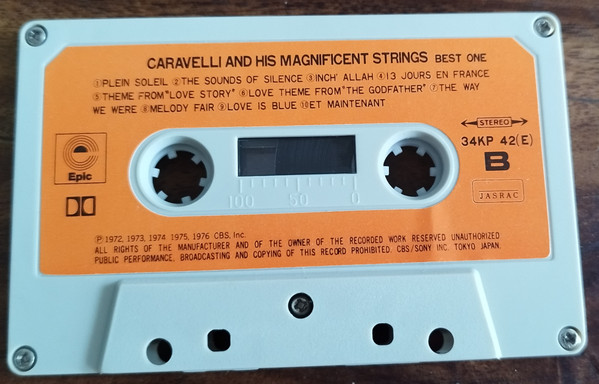 CARAVELLI AND HIS MAGNIFICENT STRINGS BEST ONE
①PLEIN SOLEIL ②THE SOUNDS OF SILENCE ③INCH' ALLAH ④13 JOURS EN FRANCE
⑤THEME FROM"LOVE STORY" ⑥LOVE THEME FROM"THE GODFATHER" ⑦THE WAY
WE WERE ⑧MELODY FAIR ⑨LOVE IS BLUE ⑩ET MAINTENANT
STEREO
34KP 42(E)
B
Epic
JASRAC
100 50 0
Ⓟ1972, 1973, 1974 1975, 1976 CBS, Inc.
ALL RIGHTS OF THE MANUFACTURER AND OF THE OWNER OF THE RECORDED WORK RESERVED UNAUTHORIZED
PUBLIC PERFORMANCE, BROADCASTING AND COPYING OF THIS RECORD PROHIBITED. CBS/SONY INC. TOKYO JAPAN.